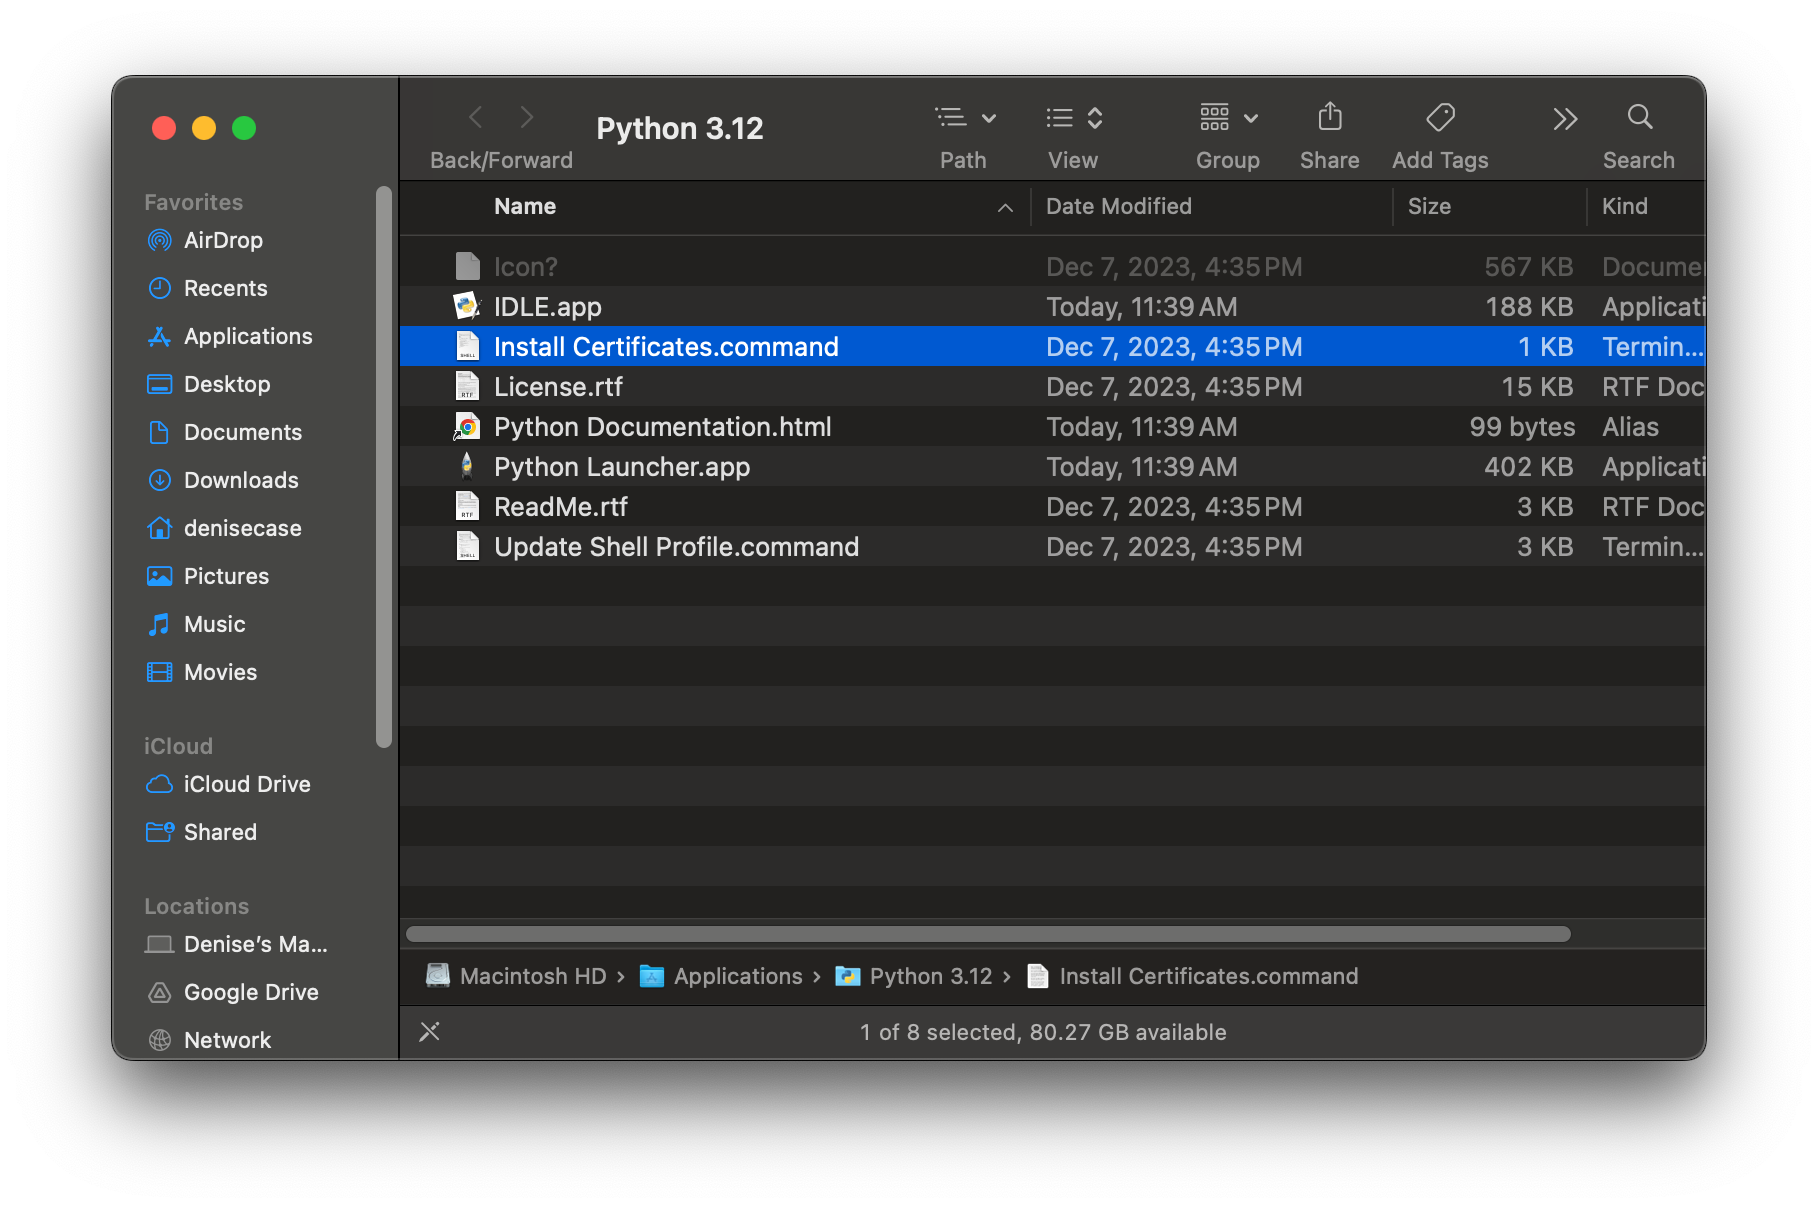 Python 3.12
Back/Forward
Path
View
Group
Share
Add Tags
Search
Favorites
AirDrop
Recents
Applications
Desktop
Documents
Downloads
denisecase
Pictures
Music
Movies
iCloud
iCloud Drive
Shared
Locations
Denise’s Ma...
Google Drive
Network
Name Date Modified Size Kind
Icon? Dec 7, 2023, 4:35 PM 567 KB Docume
IDLE.app Today, 11:39 AM 188 KB Applicati
Install Certificates.command Dec 7, 2023, 4:35 PM 1 KB Termin...
License.rtf Dec 7, 2023, 4:35 PM 15 KB RTF Doc
Python Documentation.html Today, 11:39 AM 99 bytes Alias
Python Launcher.app Today, 11:39 AM 402 KB Applicati
ReadMe.rtf Dec 7, 2023, 4:35 PM 3 KB RTF Doc
Update Shell Profile.command Dec 7, 2023, 4:35 PM 3 KB Termin...
Macintosh HD › Applications › Python 3.12 › Install Certificates.command
1 of 8 selected, 80.27 GB available